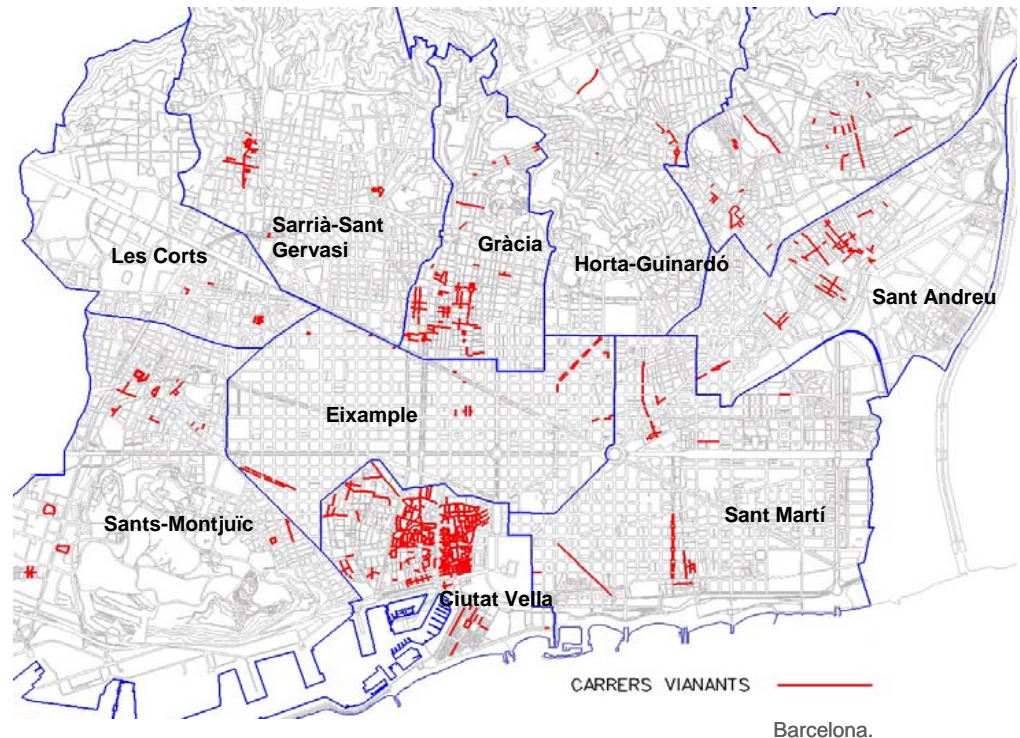 Sarrià-Sant
Gervasi
Gràcia
Les Corts
Horta-Guinardó
Sant Andreu
Eixample
Sants-Montjuïc
Sant Martí
Ciutat Vella
CARRERS VIANANTS
Barcelona.